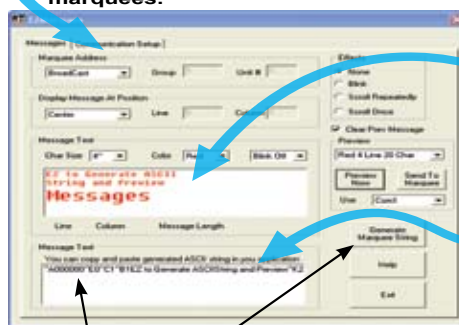 marquees.
Messages Communication Setup
Marquee Address
BroadCast Group Unit #
Display Message At Position
Center Line Column
Message Text
Char Size 4" Color Red Blink Off
EZ to Generate ASCII
String and Preview
Messages
Line Column Message Length
Message Text
You can copy and paste generated ASCII string in you application
Effects
None
Blink
Scroll Repeatedly
Scroll Once
Clear Prev Message
Preview
Red 4 Line 20 Char
Preview Now
Send To Marquee
Use Com1
Generate
Marquee String
Help
Exit